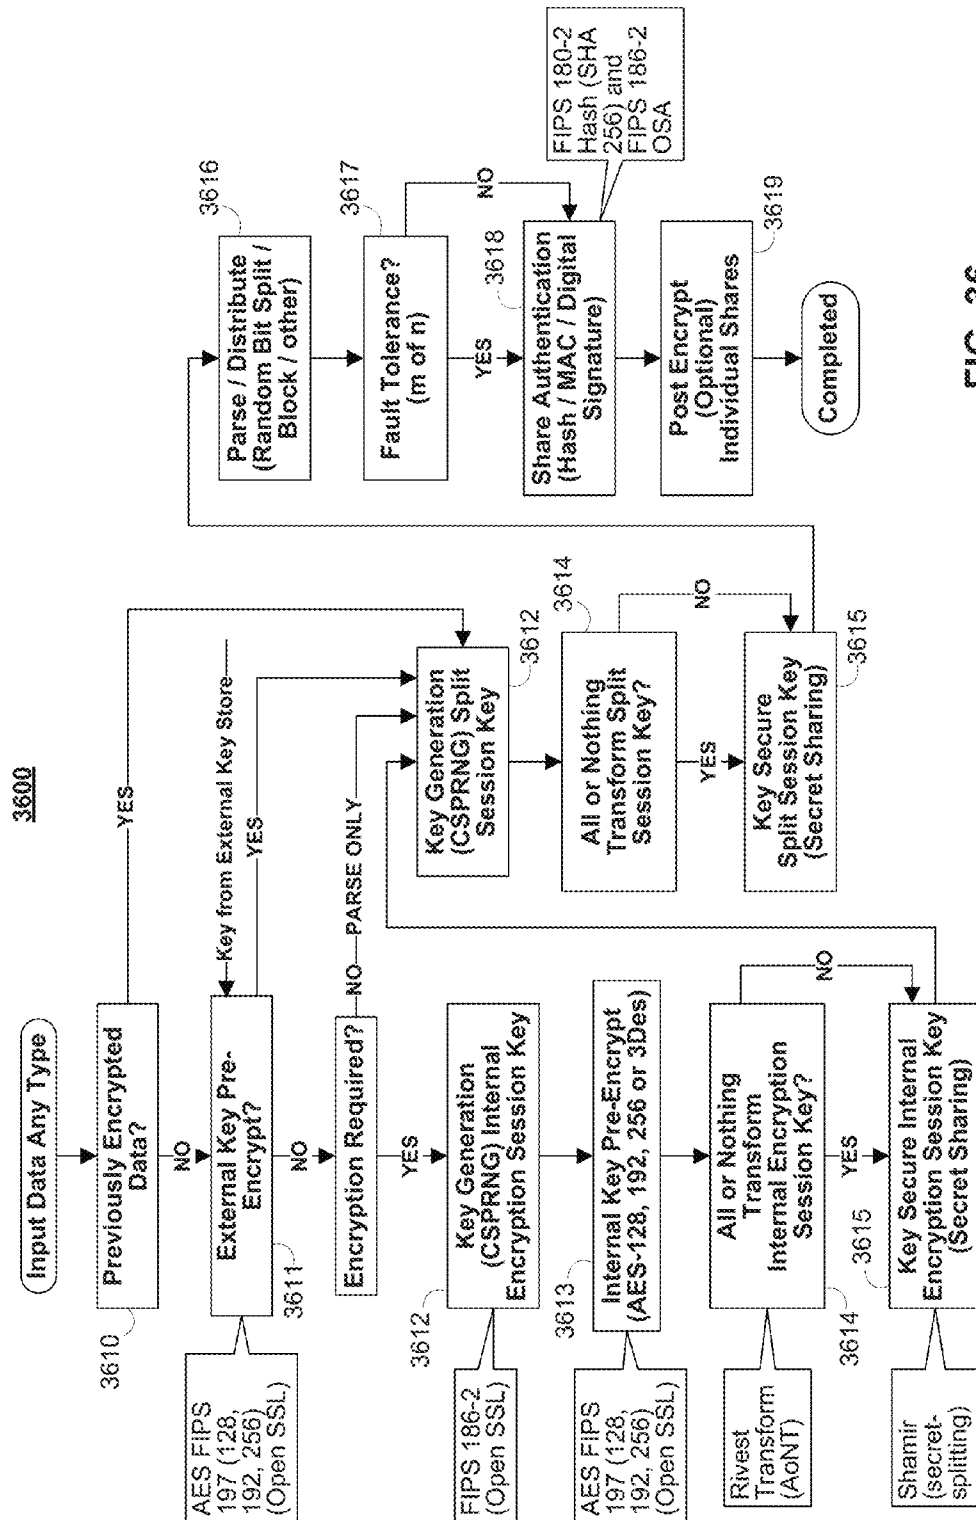 3600
Input Data Any Type
Previously Encrypted
Data?
3610
YES
NO
External Key Pre-
Encrypt?
3611
Key from External Key Store
YES
AES FIPS
197 (128,
192, 256)
(Open SSL)
NO
Encryption Required?
NO
PARSE ONLY
YES
Key Generation
(CSPRNG) Internal
Encryption Session Key
3612
FIPS 186-2
(Open SSL)
Internal Key Pre-Encrypt
(AES-128, 192, 256 or 3Des)
3613
AES FIPS
197 (128,
192, 256)
(Open SSL)
All or Nothing
Transform
Internal Encryption
Session Key?
3614
NO
YES
Rivest
Transform
(AoNT)
Key Secure Internal
Encryption Session Key
(Secret Sharing)
3615
Shamir
(secret-
splitting)
Key Generation
(CSPRNG) Split
Session Key
3612
All or Nothing
Transform Split
Session Key?
3614
NO
YES
Key Secure
Split Session Key
(Secret Sharing)
3615
Parse / Distribute
(Random Bit Split /
Block / other)
3616
Fault Tolerance?
(m of n)
3617
NO
YES
Share Authentication
(Hash / MAC / Digital
Signature)
3618
FIPS 180-2
Hash (SHA
256) and
FIPS 186-2
OSA
Post Encrypt
(Optional)
Individual Shares
3619
Completed